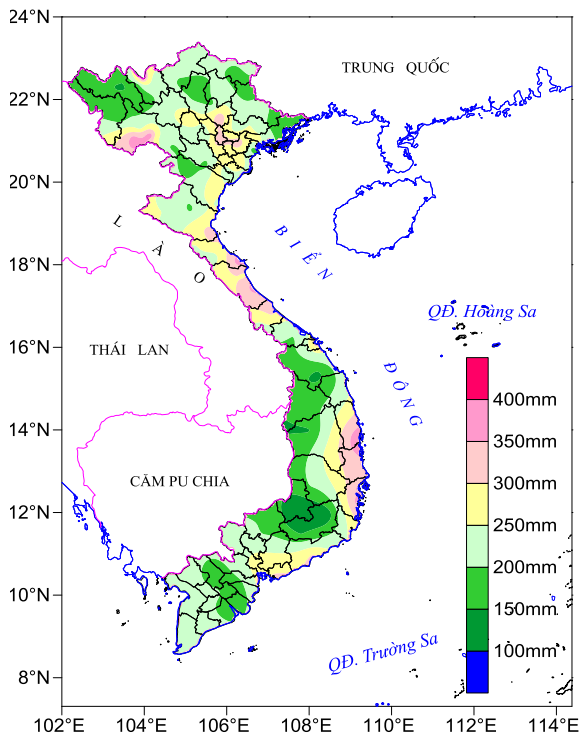 24°N
TRUNG QUỐC
22°N
20°N
LÀO
BIỂN
18°N
QĐ. Hoàng Sa
16°N
THÁI LAN
ĐÔNG
400mm
14°N
350mm
CĂM PU CHIA
300mm
12°N
250mm
200mm
10°N
150mm
100mm
QĐ. Trường Sa
8°N
102°E 104°E 106°E 108°E 110°E 112°E 114°E